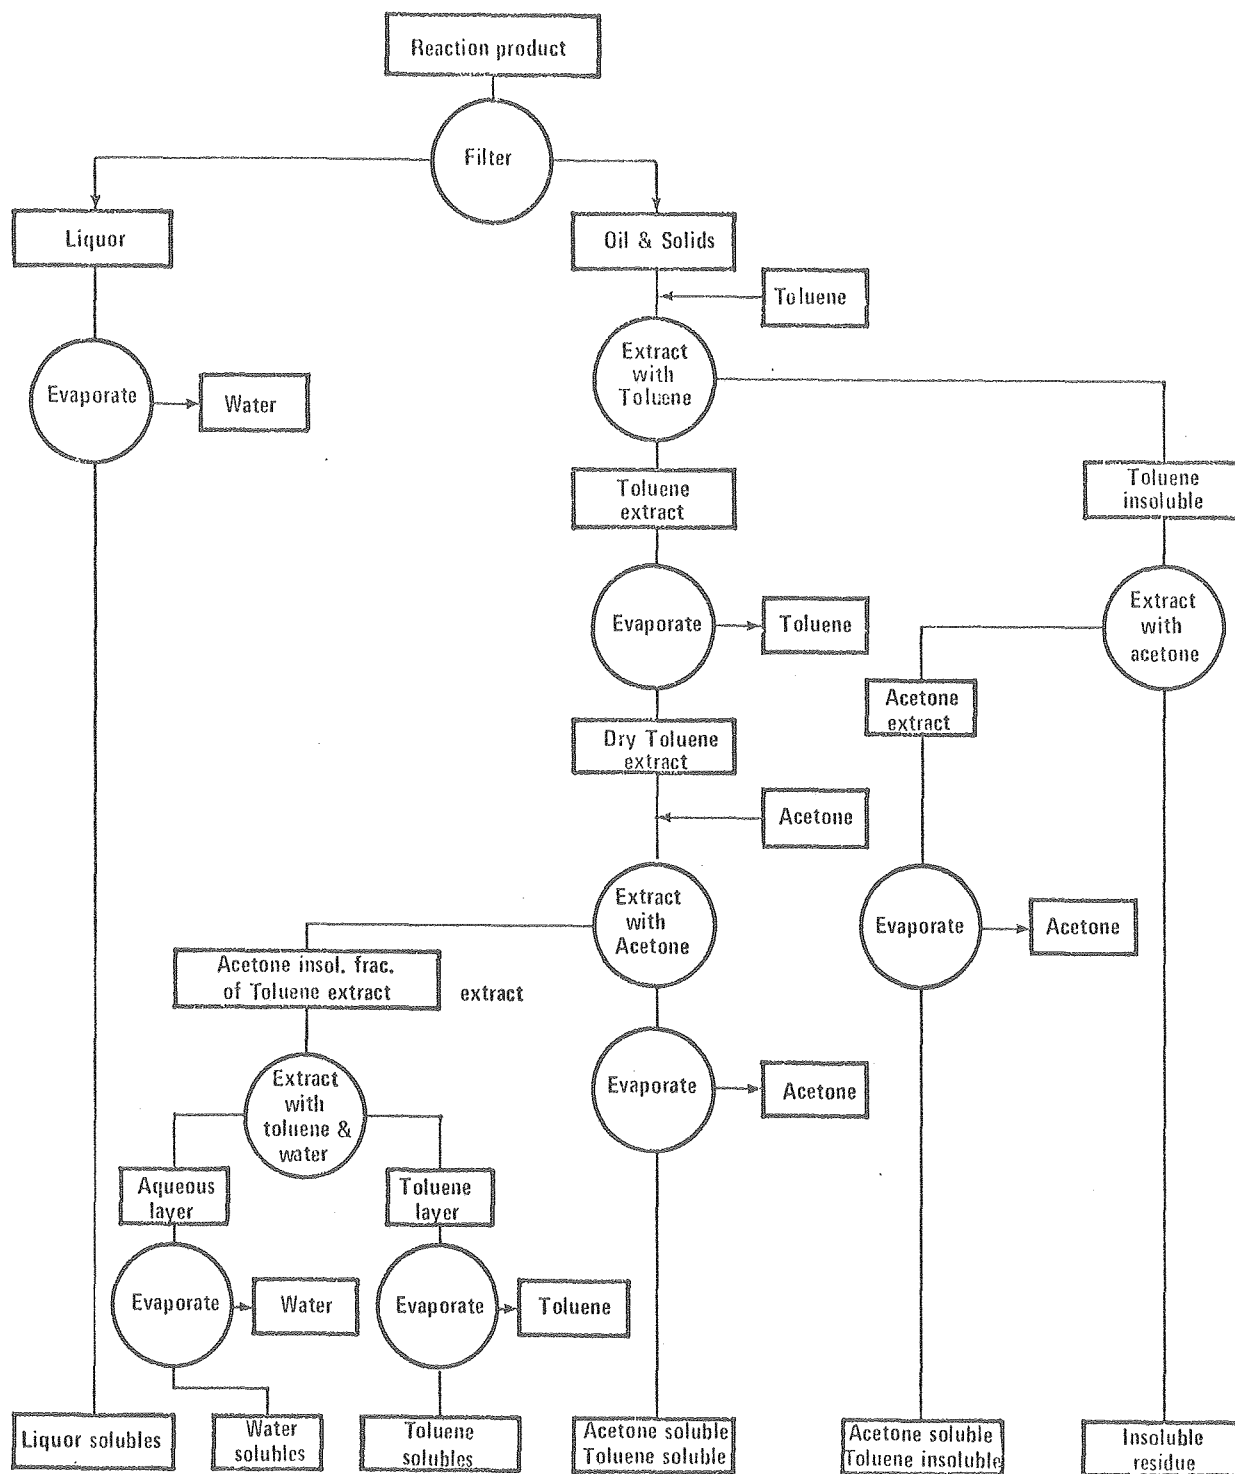 Reaction product
Filter
Liquor
Oil & Solids
Toluene
Extract
with
Toluene
Evaporate
Water
Toluene
extract
Toluene
insoluble
Evaporate
Toluene
Extract
with
acetone
Acetone
extract
Dry Toluene
extract
Acetone
Extract
with
Acetone
Evaporate
Acetone
Acetone insol. frac.
of Toluene extract
extract
Extract
with
toluene &
water
Evaporate
Acetone
Aqueous
layer
Toluene
layer
Evaporate
Water
Evaporate
Toluene
Liquor solubles
Water
solubles
Toluene
solubles
Acetone soluble
Toluene soluble
Acetone soluble
Toluene insoluble
Insoluble
residue